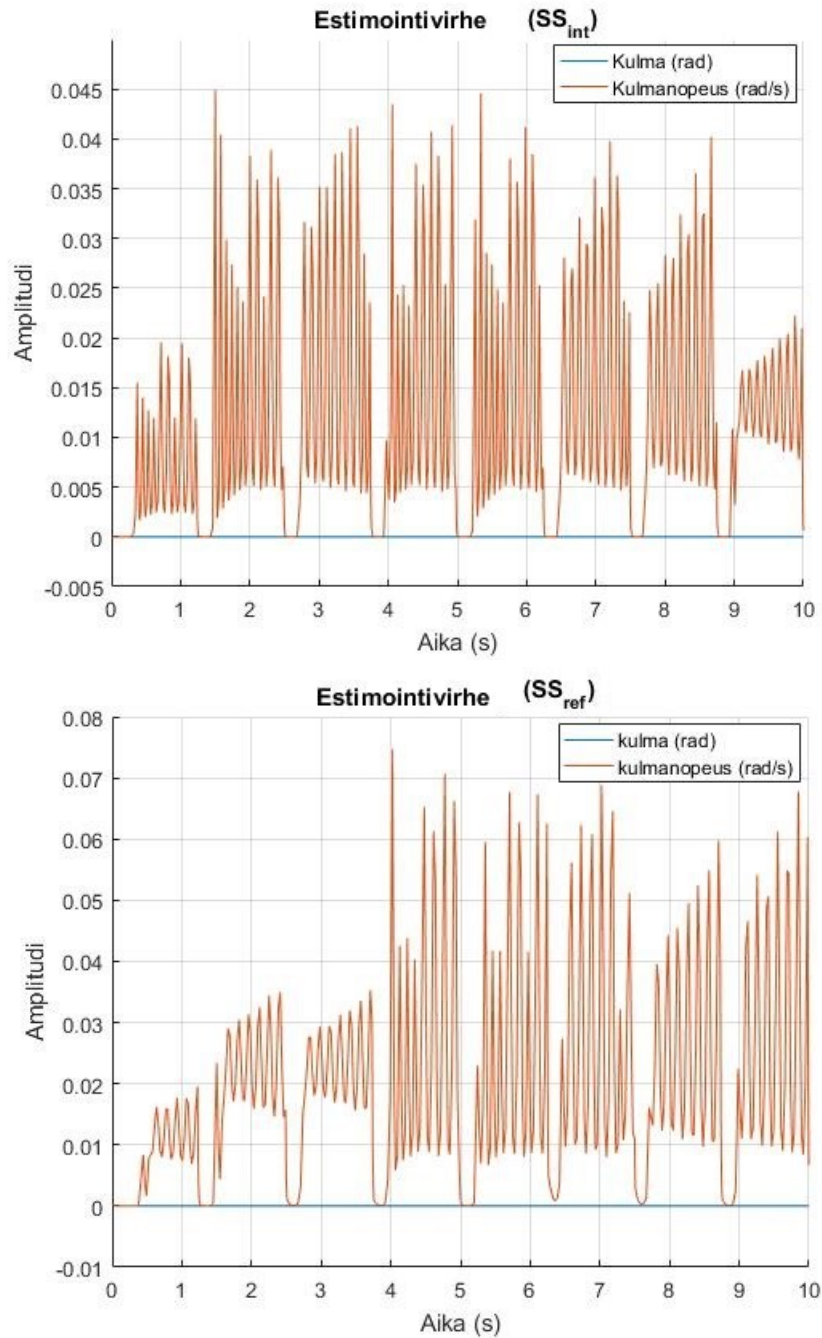 Estimointivirhe (SS_int)
Kulma (rad)
Kulmanopeus (rad/s)
0.045
0.04
0.035
0.03
0.025
0.02
0.015
0.01
0.005
0
-0.005
Amplitudi
0 1 2 3 4 5 6 7 8 9 10
Aika (s)
Estimointivirhe (SS_ref)
kulma (rad)
kulmanopeus (rad/s)
0.08
0.07
0.06
0.05
0.04
0.03
0.02
0.01
0
-0.01
Amplitudi
0 1 2 3 4 5 6 7 8 9 10
Aika (s)